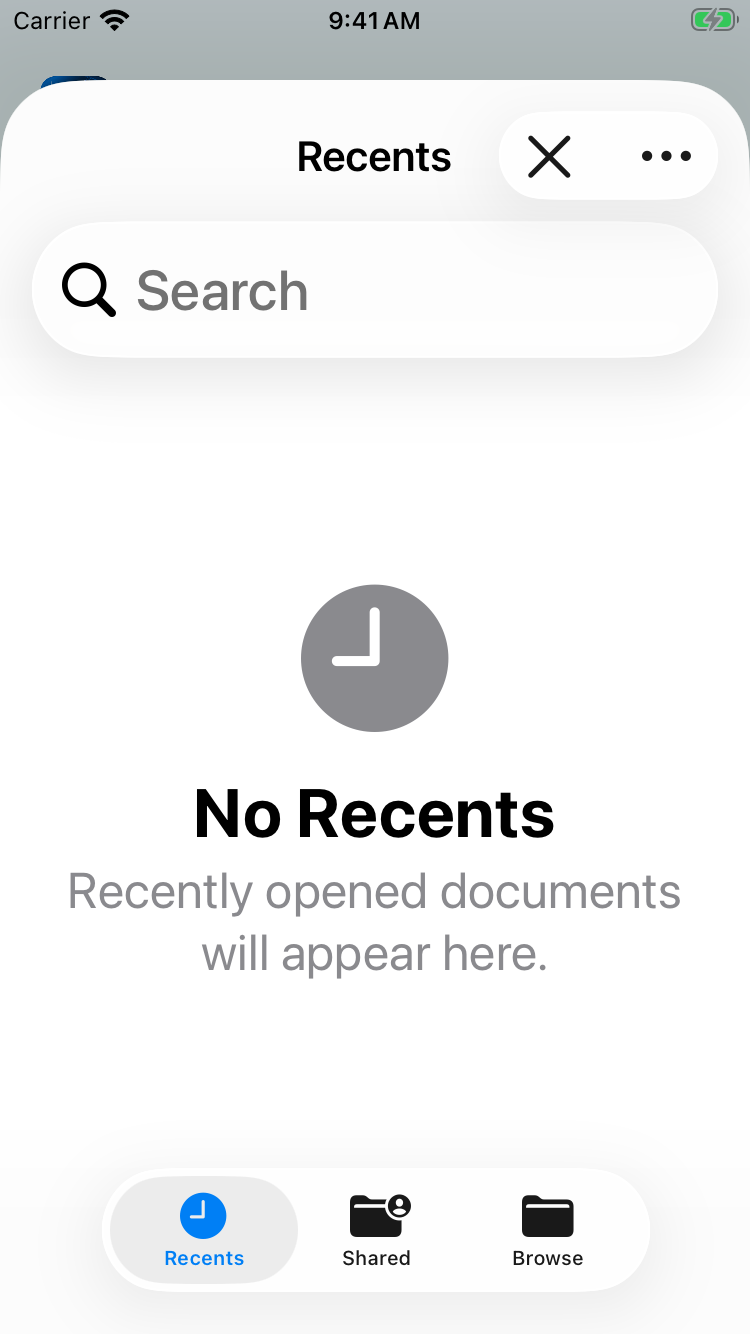 Carrier 9:41 AM
Recents
Search
No Recents
Recently opened documents
will appear here.
Recents Shared Browse